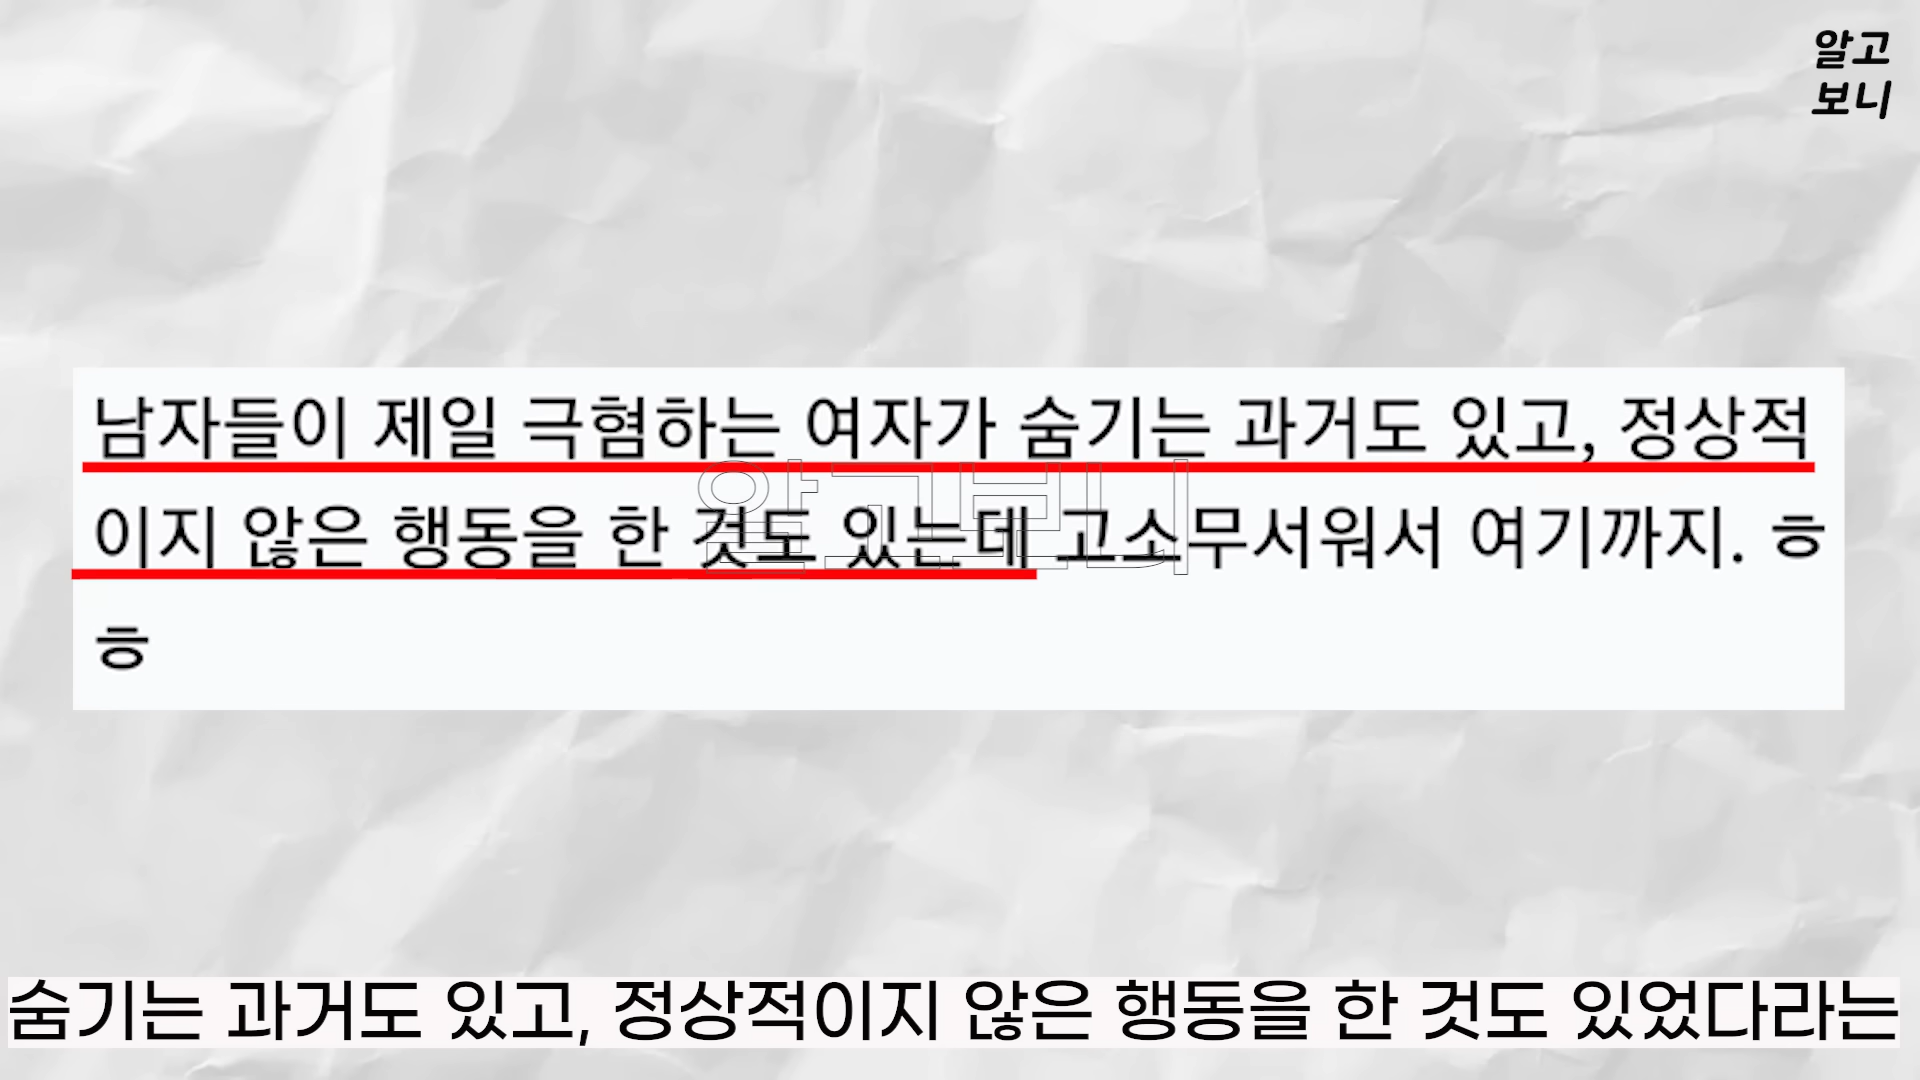 알고
보니
남자들이 제일 극혐하는 여자가 숨기는 과거도 있고, 정상적
이지 않은 행동을 한 것도 있는데 고소무서워서 여기까지. ㅎ
ㅎ
알고보니
숨기는 과거도 있고, 정상적이지 않은 행동을 한 것도 있었다라는